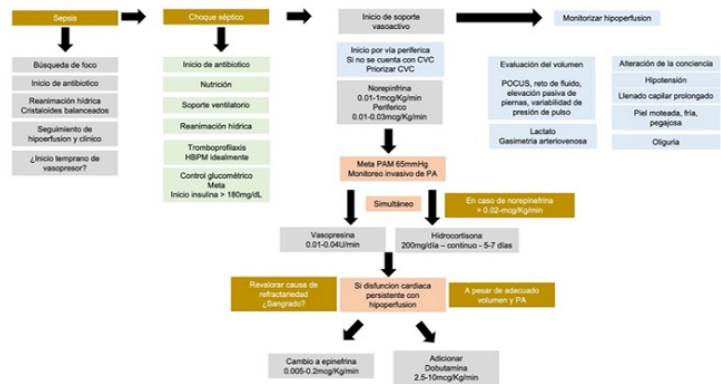 Sepsis
Choque séptico
Inicio de soporte
vasoactivo
Monitorizar hipoperfusion
Búsqueda de foco
Inicio de antibiotico
Reanimación hídrica
Cristaloides balanceados
Seguimiento de
hipoerfusion y clínico
¿Inicio temprano de
vasopresor?
Inicio de antibiotico
Nutrición
Soporte ventilatorio
Reanimación hídrica
Tromboprofilaxis
HBPM idealmente
Control glucométrico
Meta
Inicio insulina > 180mg/dL
Inicio por vía periferica
Si no se cuenta con CVC
Priorizar CVC
Norepinfrina
0.01-1mcg/Kg/min
Periferico
0.01-0.03mcg/Kg/min
Evaluación del volumen
POCUS, reto de fluido,
elevación pasiva de
piernas, variabilidad de
presión de pulso
Lactato
Gasimetria arteriovenosa
Alteración de la conciencia
Hipotensión
Llenado capilar prolongado
Piel moteada, fría,
pegajosa
Oliguria
Meta PAM 65mmHg
Monitoreo invasivo de PA
Simultáneo
En caso de norepinefrina
> 0.02-mcg/Kg/min
Vasopresina
0.01-0.04U/min
Hidrocortisona
200mg/día – continuo - 5-7 días
Revalorar causa de
refractariedad
¿Sangrado?
Si disfuncion cardiaca
persistente con
hipoperfusion
A pesar de adecuado
volumen y PA
Cambio a epinefrina
0.005-0.2mcg/Kg/min
Adicionar
Dobutamina
2.5-10mcg/Kg/min